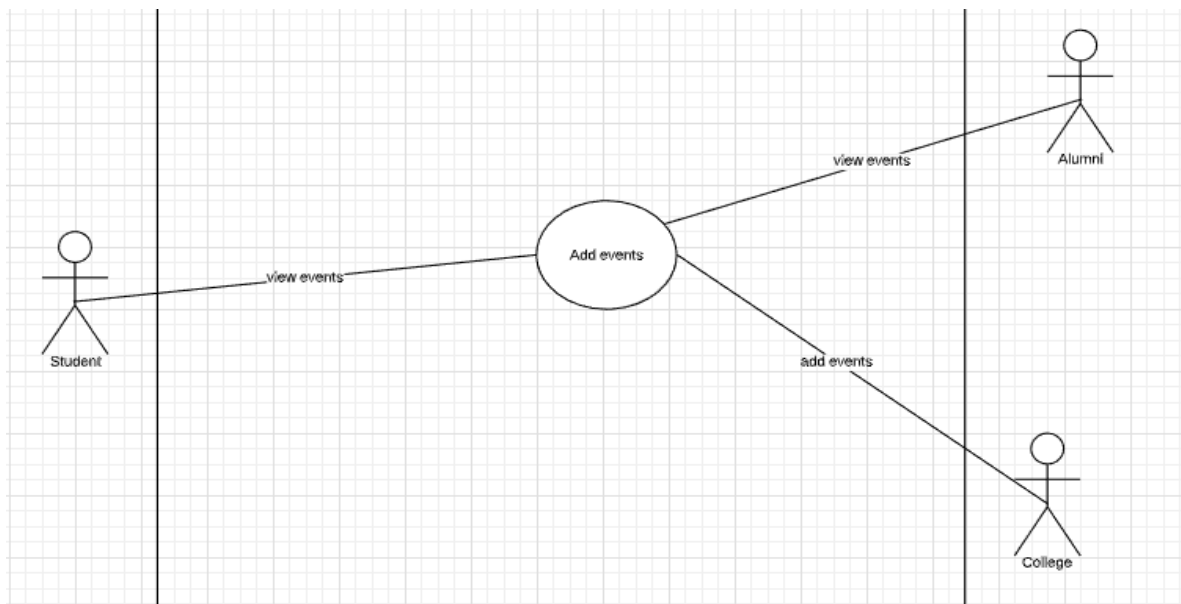 Alumni
view events
Add events
view events
Student
add events
College